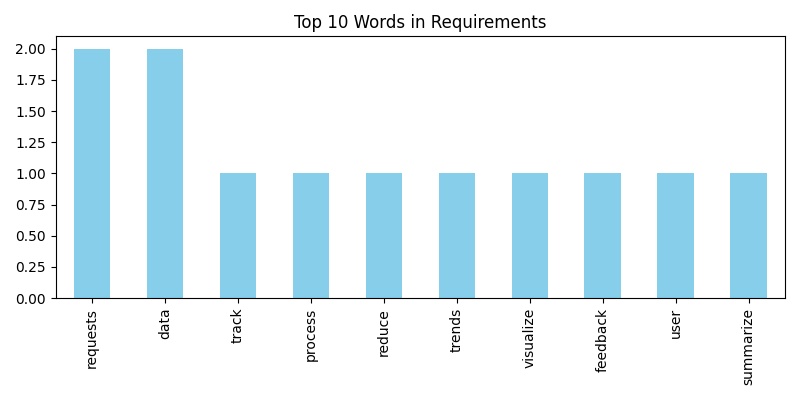 Top 10 Words in Requirements
2.00
1.75
1.50
1.25
1.00
0.75
0.50
0.25
0.00
requests
data
track
process
reduce
trends
visualize
feedback
user
summarize